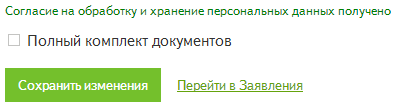 Согласие на обработку и хранение персональных данных получено
Полный комплект документов
Сохранить изменения Перейти в Заявления